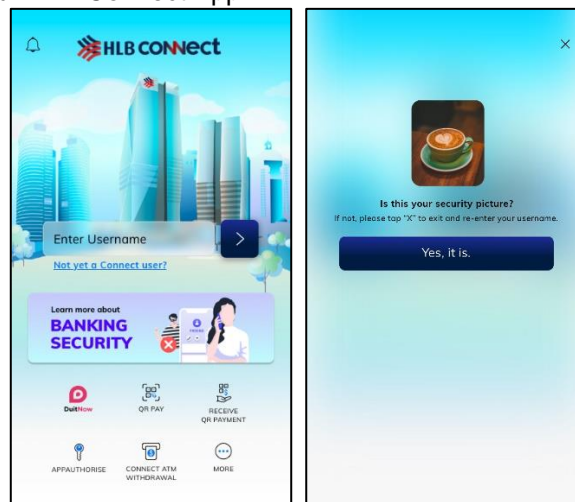 HLB CONNECT
Enter Username
Not yet a Connect user?
Learn more about
BANKING
SECURITY
DuitNow
QR PAY
RECEIVE
QR PAYMENT
APPAUTHORISE
CONNECT ATM
WITHDRAWAL
MORE
Is this your security picture?
If not, please tap "X" to exit and re-enter your username.
Yes, it is.